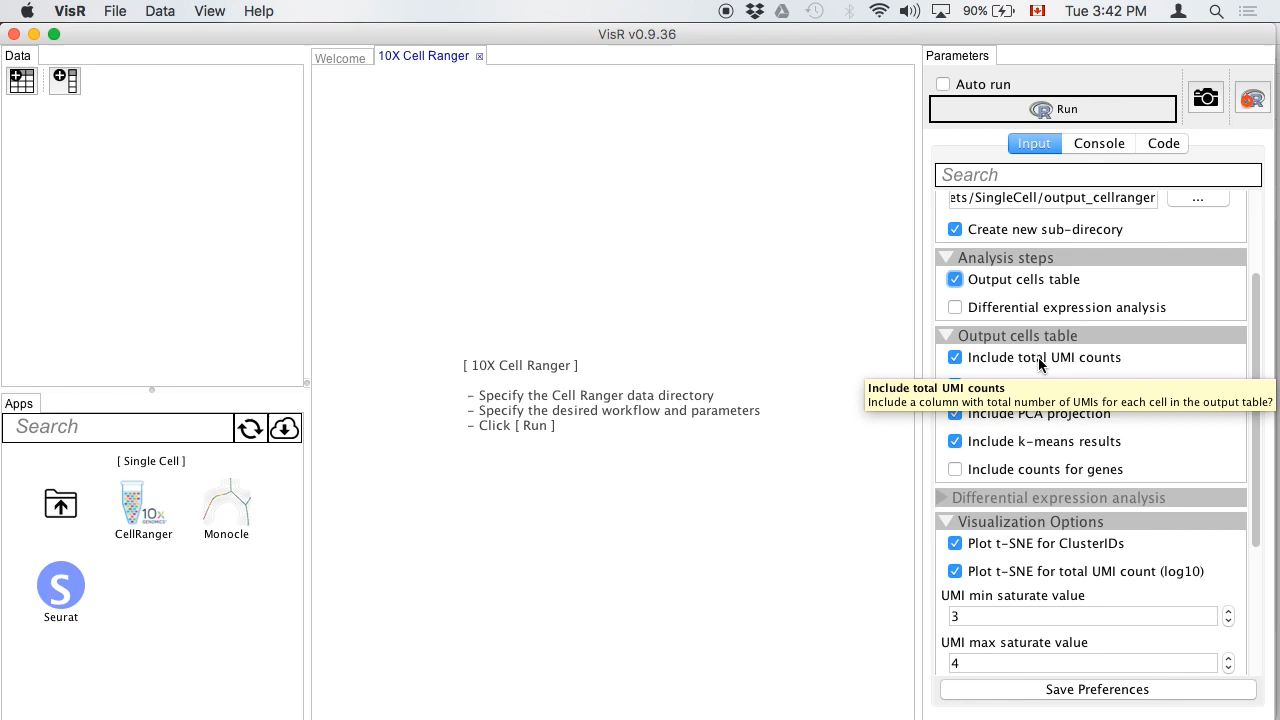 VisR File Data View Help 90% Tue 3:42 PM
VisR v0.9.36
Data
Welcome 10X Cell Ranger
Parameters
Auto run
Run
Input Console Code
Search
ets/SingleCell/output_cellranger ...
Create new sub-direcory
Analysis steps
Output cells table
Differential expression analysis
Output cells table
Include total UMI counts
Include total UMI counts
Include a column with total number of UMIs for each cell in the output table?
Include PCA projection
Include k-means results
Include counts for genes
Differential expression analysis
Visualization Options
Plot t-SNE for ClusterIDs
Plot t-SNE for total UMI count (log10)
UMI min saturate value
3
UMI max saturate value
4
Save Preferences
[ 10X Cell Ranger ]
– Specify the Cell Ranger data directory
– Specify the desired workflow and parameters
– Click [ Run ]
Apps
Search
[ Single Cell ]
10x
GENOMICS
CellRanger
Monocle
S
Seurat